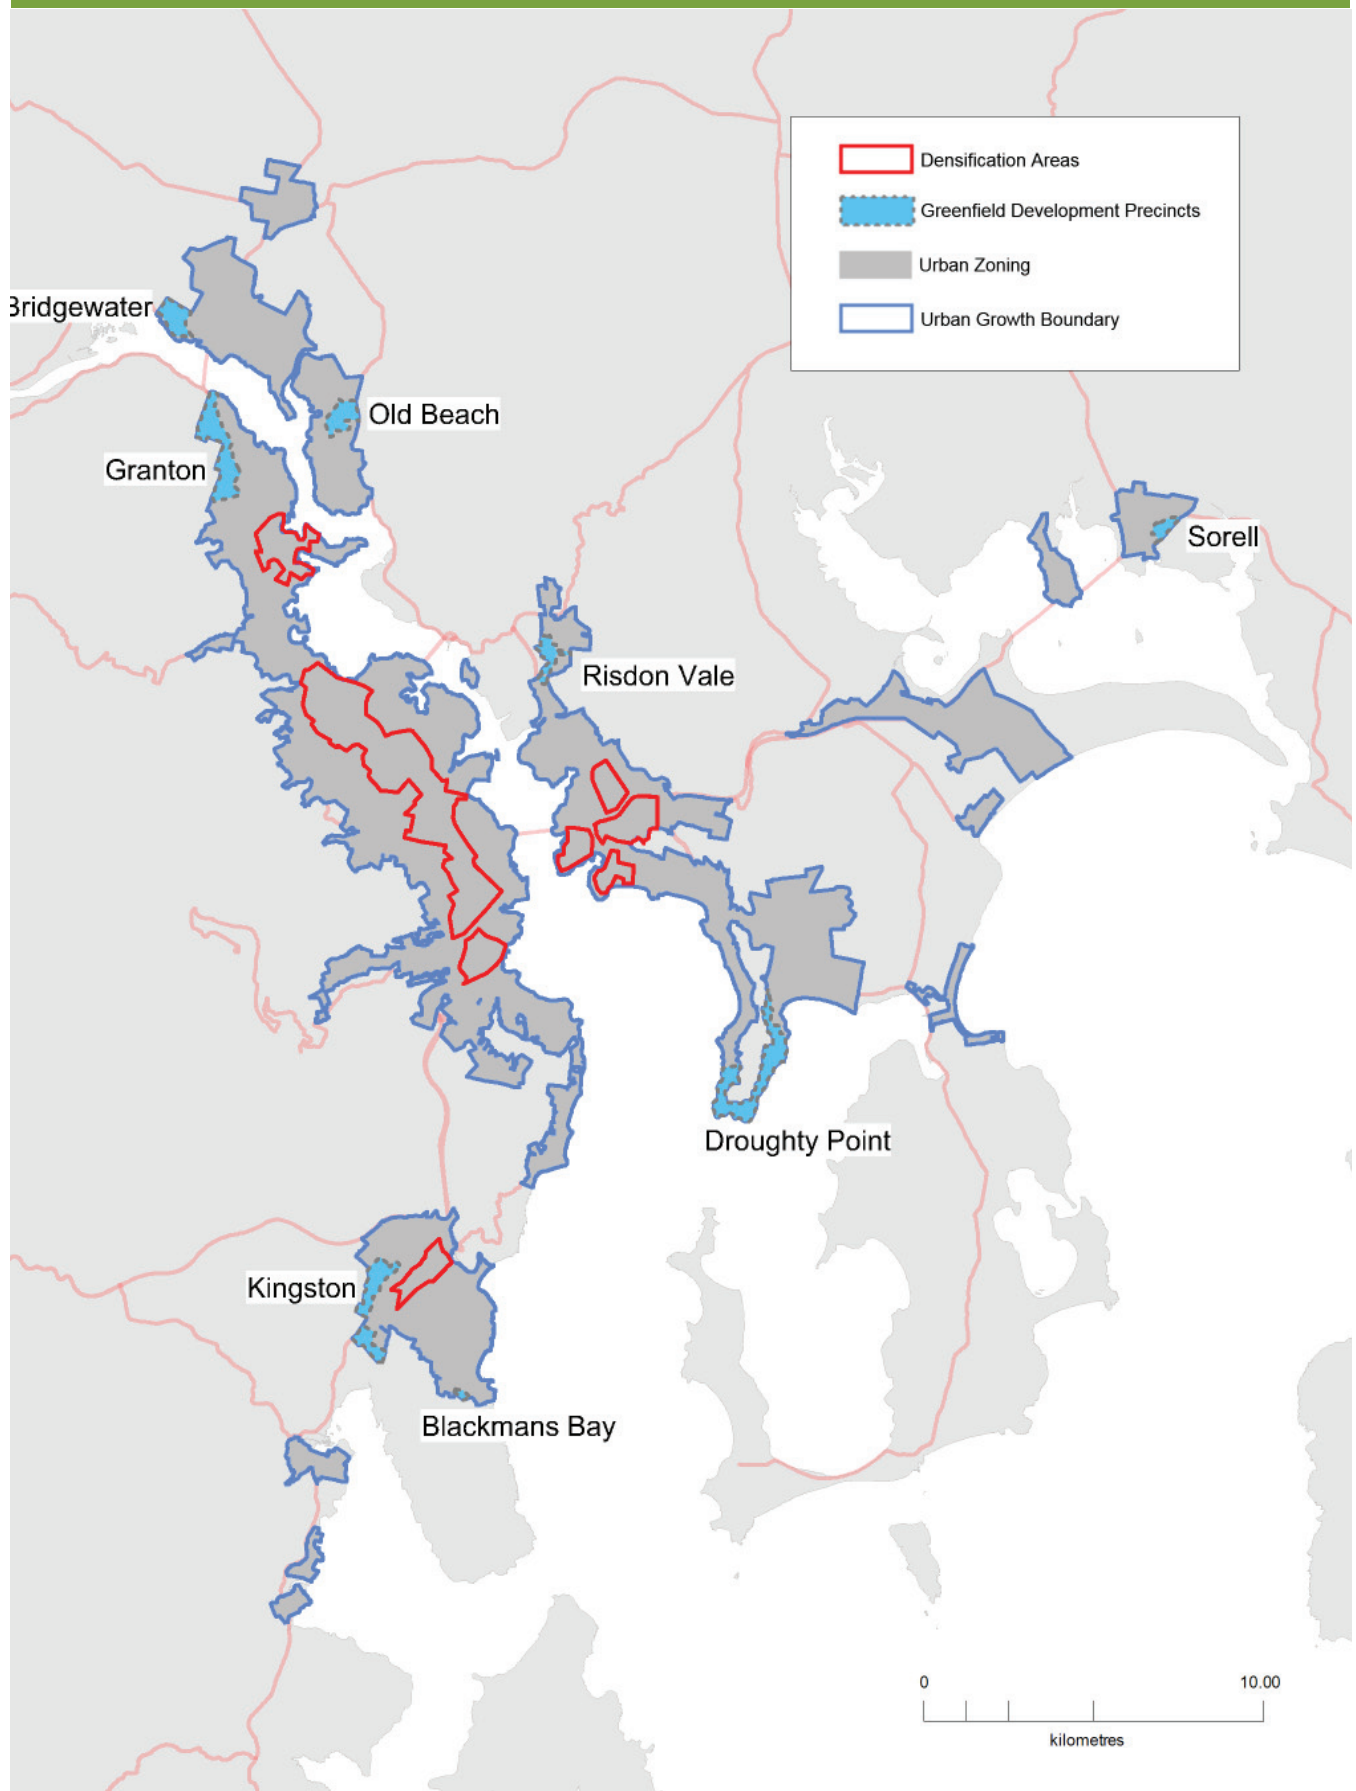 Densification Areas
Greenfield Development Precincts
Urban Zoning
Urban Growth Boundary
Bridgewater
Old Beach
Granton
Sorell
Risdon Vale
Droughty Point
Kingston
Blackmans Bay
0 10.00
kilometres